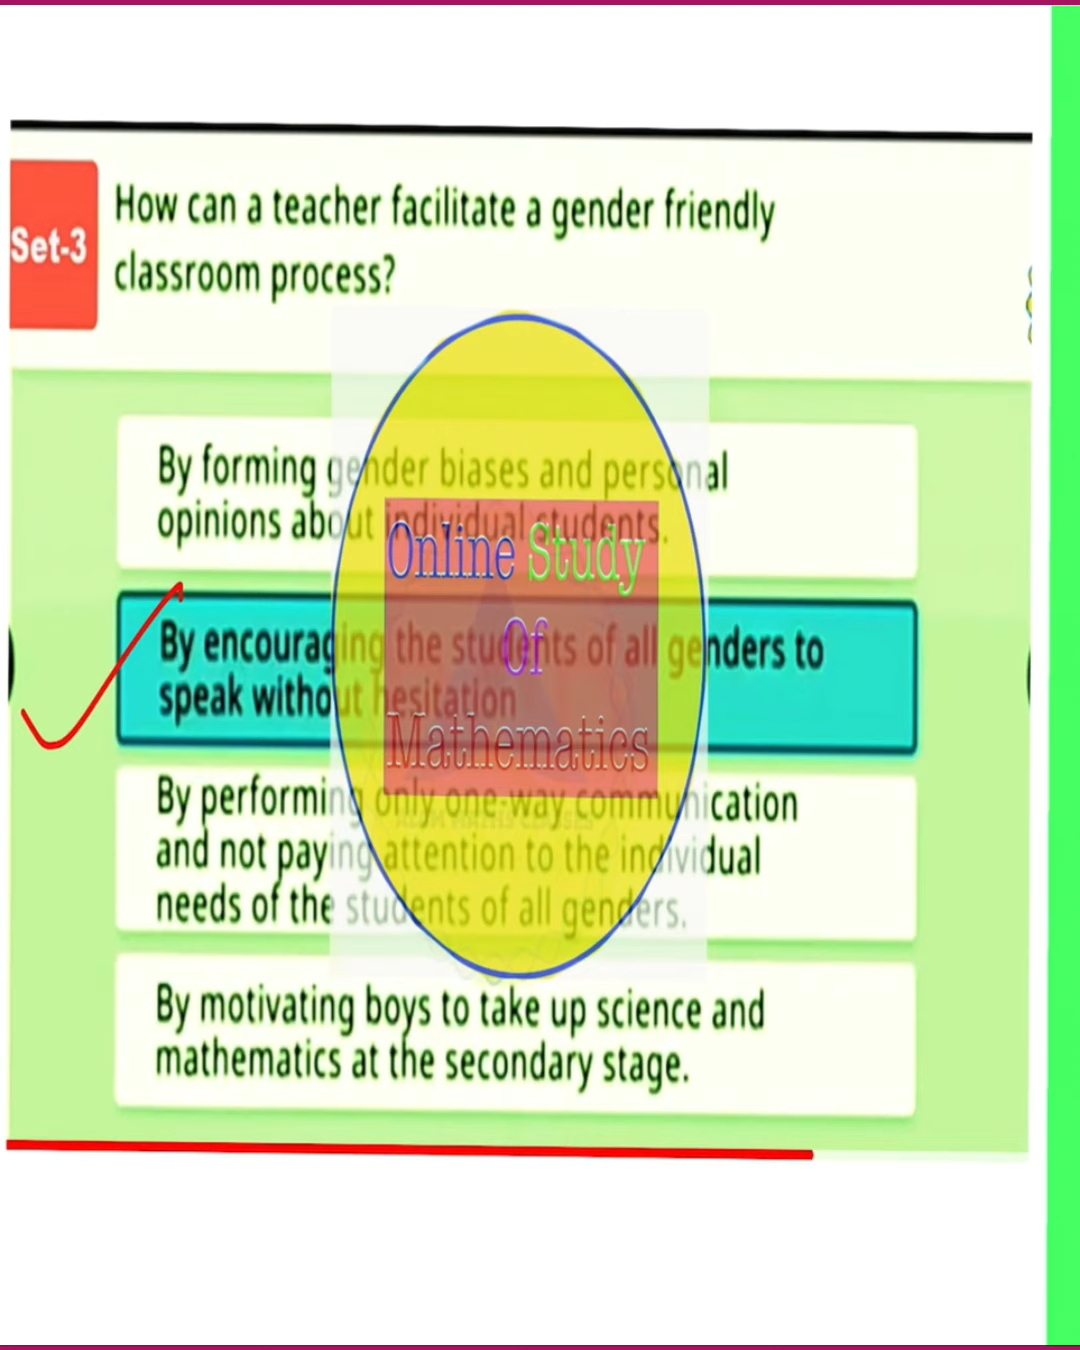 Set-3
How can a teacher facilitate a gender friendly
classroom process?
By forming gender biases and personal
opinions about individual students.
By encouraging the students of all genders to
speak without hesitation
By performing only one-way communication
and not paying attention to the individual
needs of the students of all genders.
By motivating boys to take up science and
mathematics at the secondary stage.
Online Study
Of
Mathematics